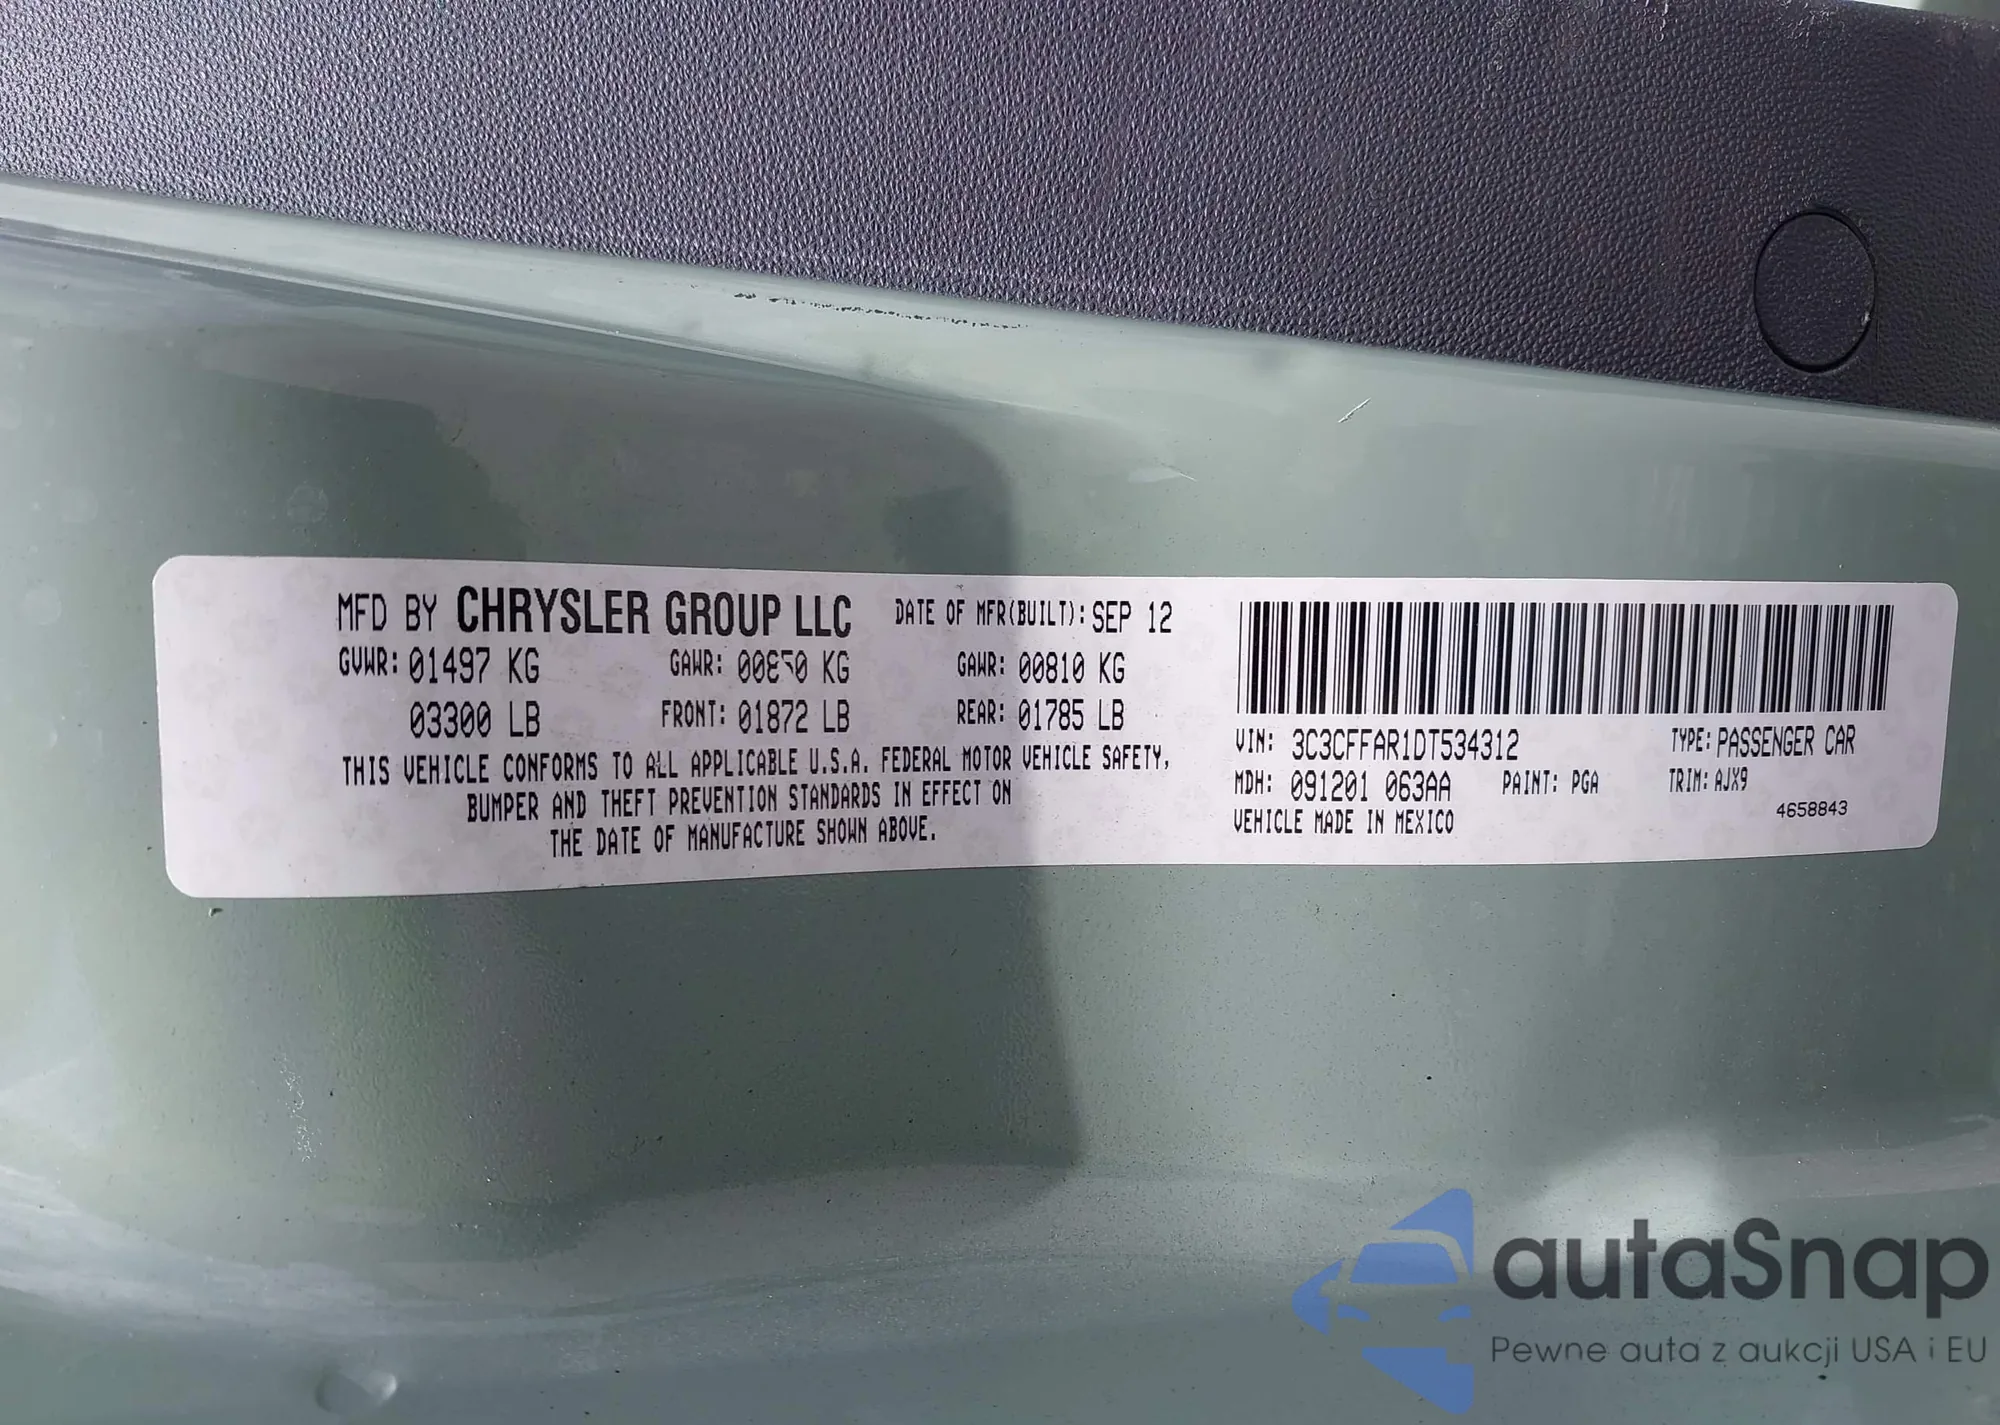 MFD BY CHRYSLER GROUP LLC DATE OF MFR(BUILT): SEP 12
GVWR: 01497 KG GAWR: 00850 KG GAWR: 00810 KG
03300 LB FRONT: 01872 LB REAR: 01785 LB
THIS VEHICLE CONFORMS TO ALL APPLICABLE U.S.A. FEDERAL MOTOR VEHICLE SAFETY,
BUMPER AND THEFT PREVENTION STANDARDS IN EFFECT ON
THE DATE OF MANUFACTURE SHOWN ABOVE.
VIN: 3C3CFFAR1DT534312 TYPE: PASSENGER CAR
MDH: 091201 063AA PAINT: PGA TRIM: AJX9
VEHICLE MADE IN MEXICO 4658843
autaSnap
Pewne auta z aukcji USA i EU